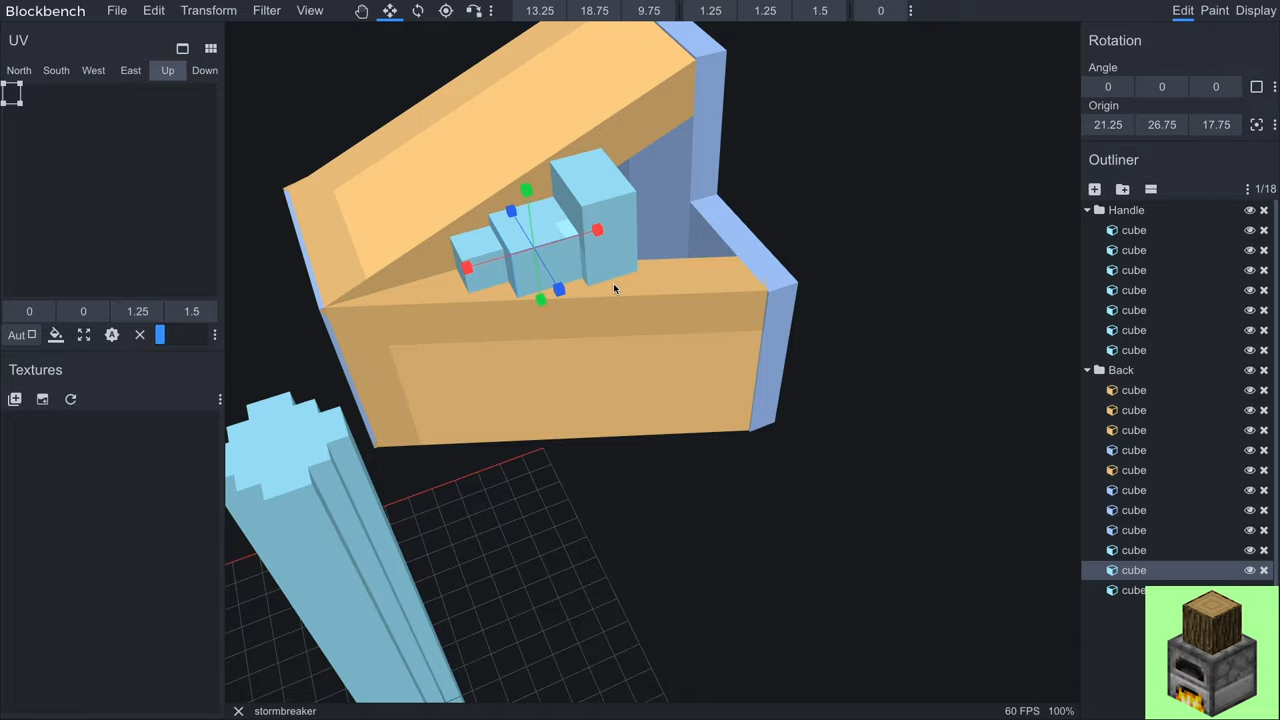 Blockbench File Edit Transform Filter View 13.25 18.75 9.75 1.25 1.25 1.5 0 Edit Paint Display
UV
North South West East Up Down
0 0 1.25 1.5
Aut
Textures
Rotation
Angle
0 0 0
Origin
21.25 26.75 17.75
Outliner
1/18
Handle
cube
cube
cube
cube
cube
cube
cube
Back
cube
cube
cube
cube
cube
cube
cube
cube
cube
cube
cube
stormbreaker 60 FPS 100%